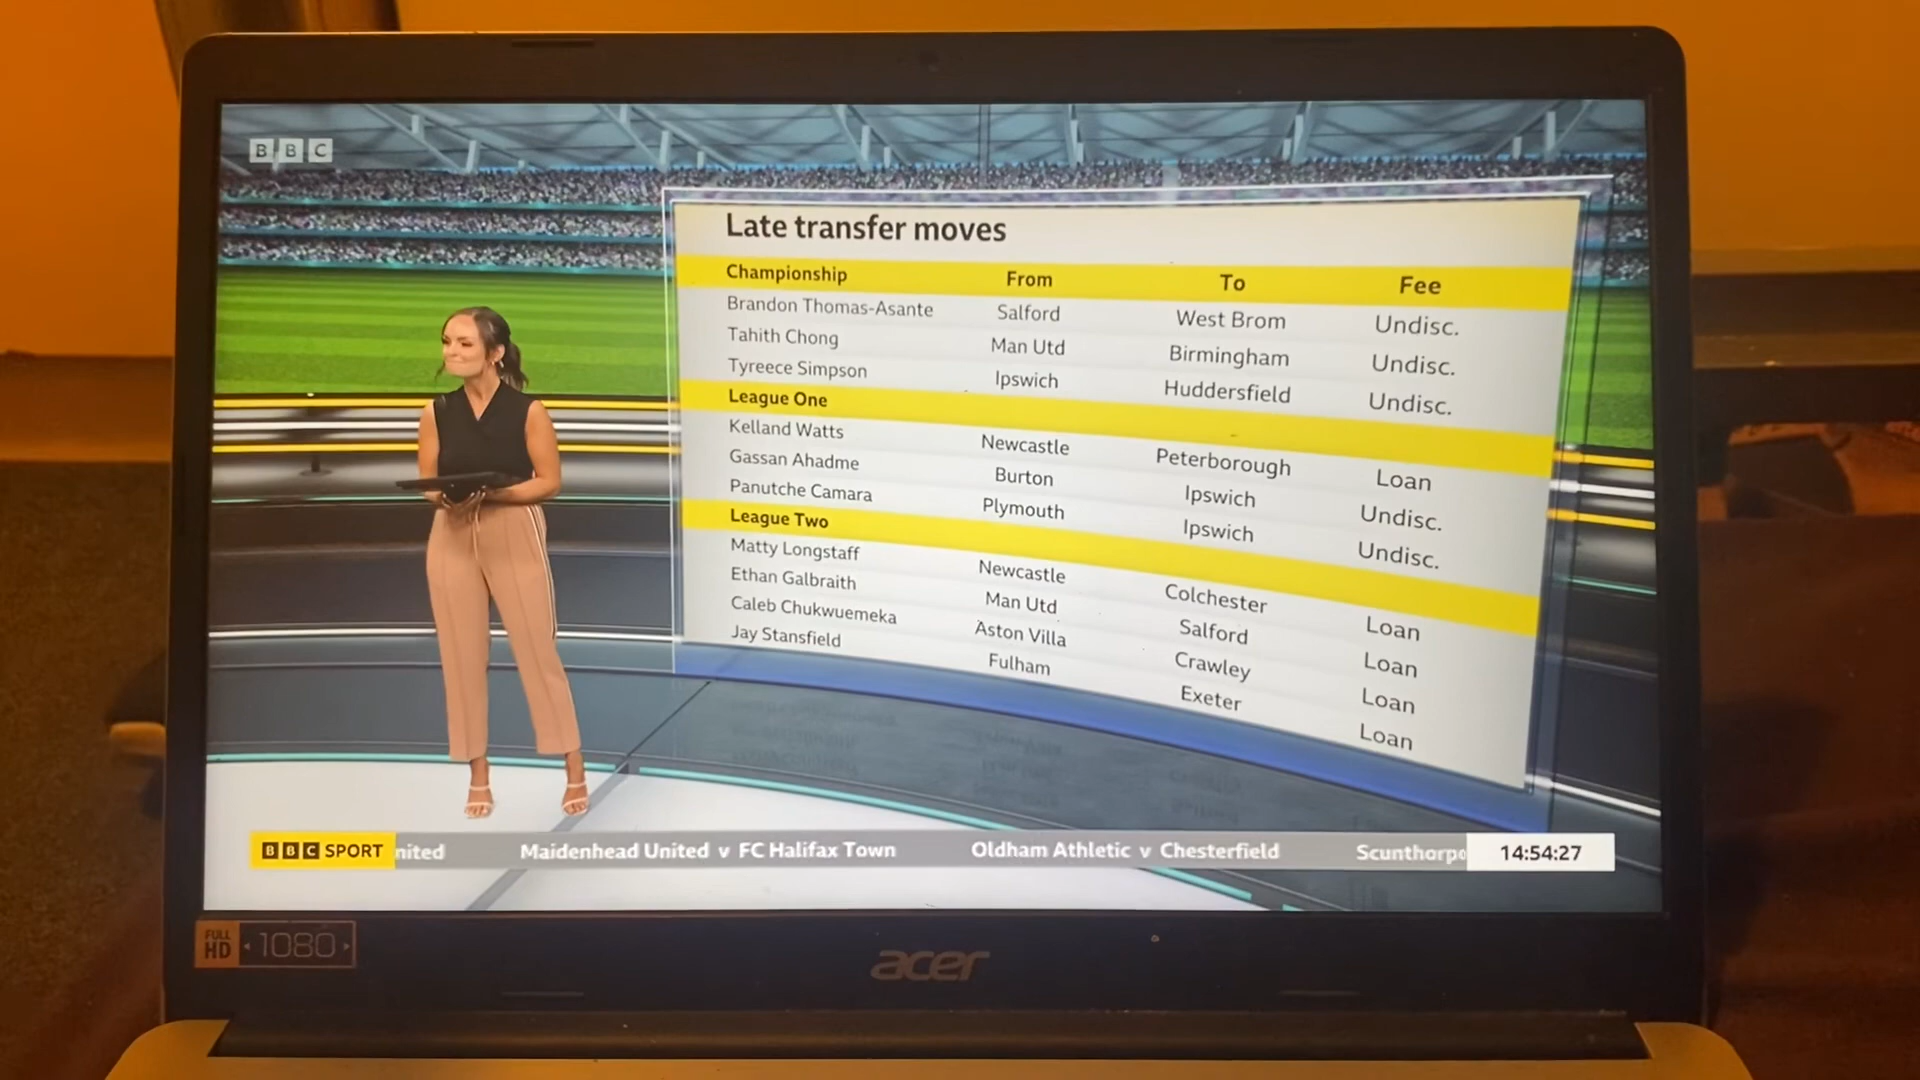 BBC
Late transfer moves
Championship From To Fee
Brandon Thomas-Asante Salford West Brom Undisc.
Tahith Chong Man Utd Birmingham Undisc.
Tyreece Simpson Ipswich Huddersfield Undisc.
League One
Kelland Watts Newcastle Peterborough Loan
Gassan Ahadme Burton Ipswich Undisc.
Panutche Camara Plymouth Ipswich Undisc.
League Two
Matty Longstaff Newcastle Colchester Loan
Ethan Galbraith Man Utd Salford Loan
Caleb Chukwuemeka Aston Villa Crawley Loan
Jay Stansfield Fulham Exeter Loan
BBC SPORT nited Maidenhead United v FC Halifax Town Oldham Athletic v Chesterfield Scunthorpe 14:54:27
FULL HD 1080
acer